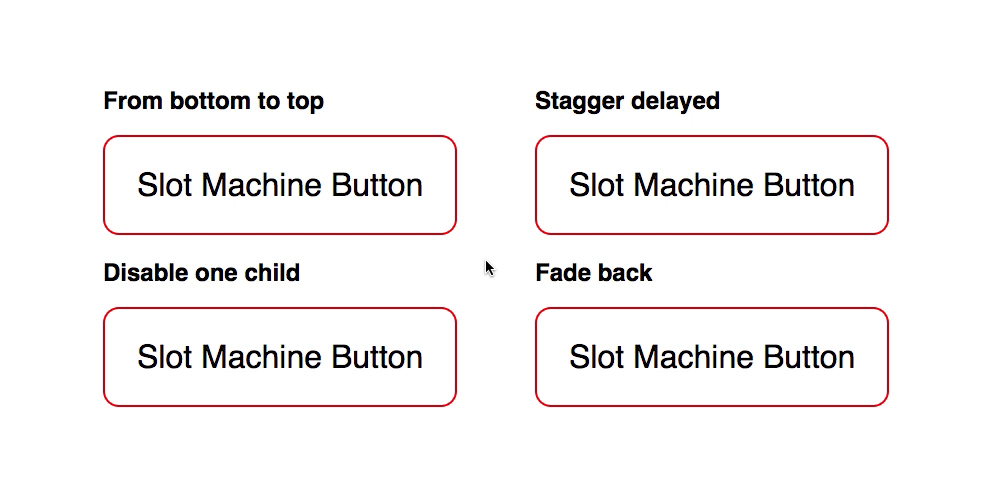 From bottom to top
Slot Machine Button
Stagger delayed
Slot Machine Button
Disable one child
Slot Machine Button
Fade back
Slot Machine Button